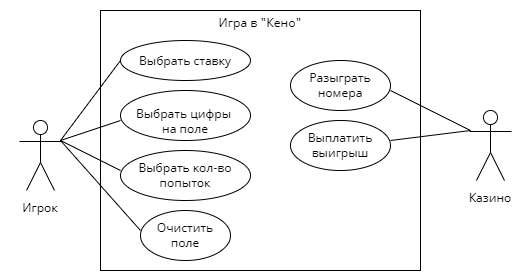 Игра в "Кено"
Выбрать ставку
Выбрать цифры
на поле
Выбрать кол-во
попыток
Очистить
поле
Разыграть
номера
Выплатить
выигрыш
Игрок
Казино